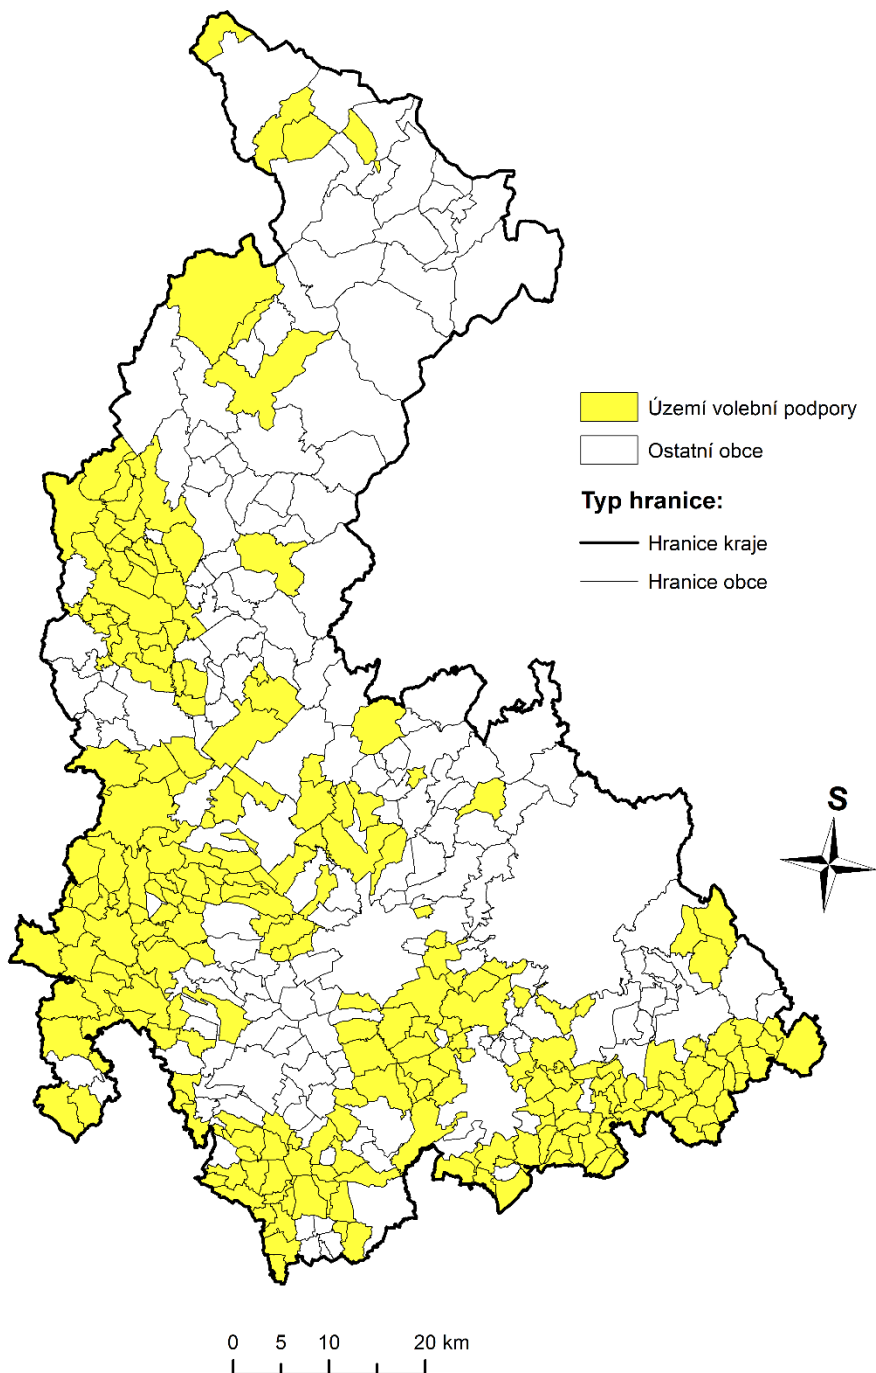 Území volební podpory
Ostatní obce
Typ hranice:
Hranice kraje
Hranice obce
S
0 5 10 20 km